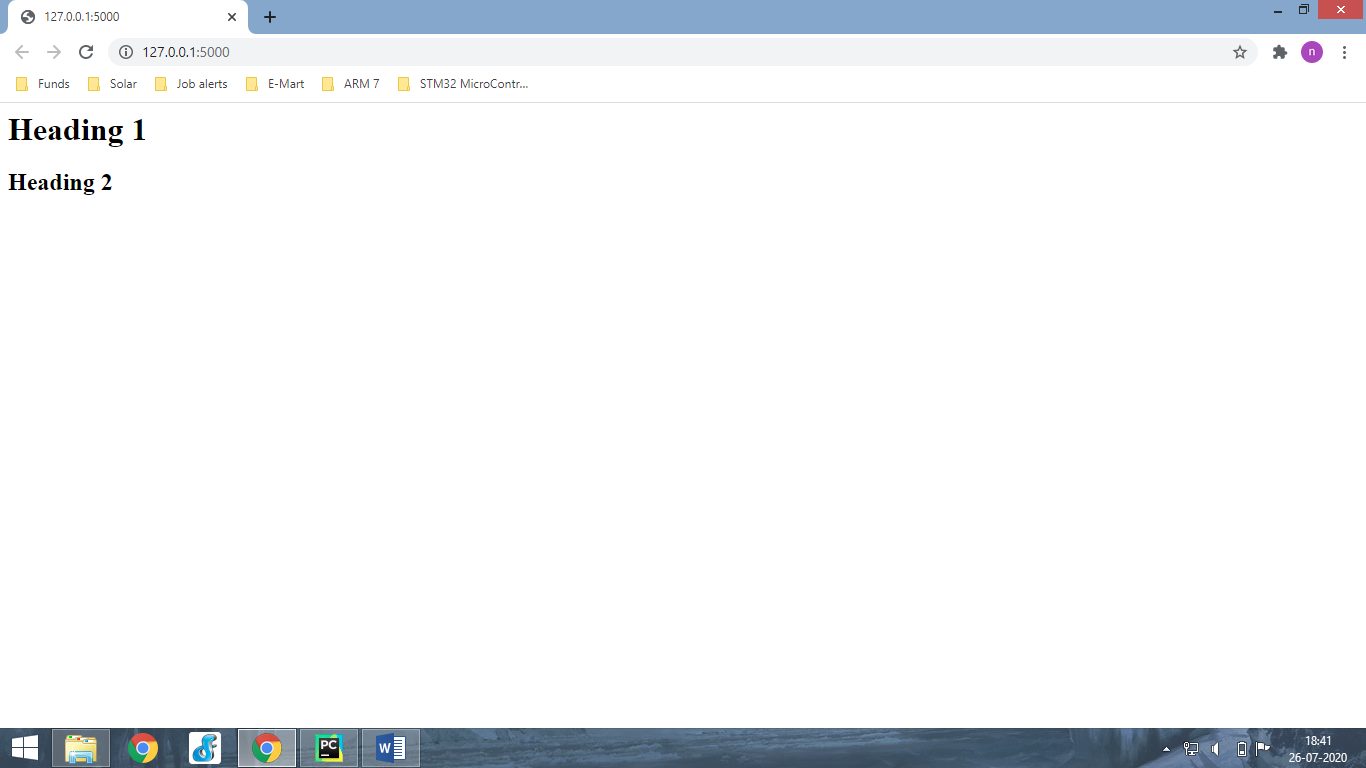 127.0.0.1:5000
127.0.0.1:5000
n
Funds Solar Job alerts E-Mart ARM 7 STM32 MicroContr...
Heading 1
Heading 2
PC
W
18:41
26-07-2020